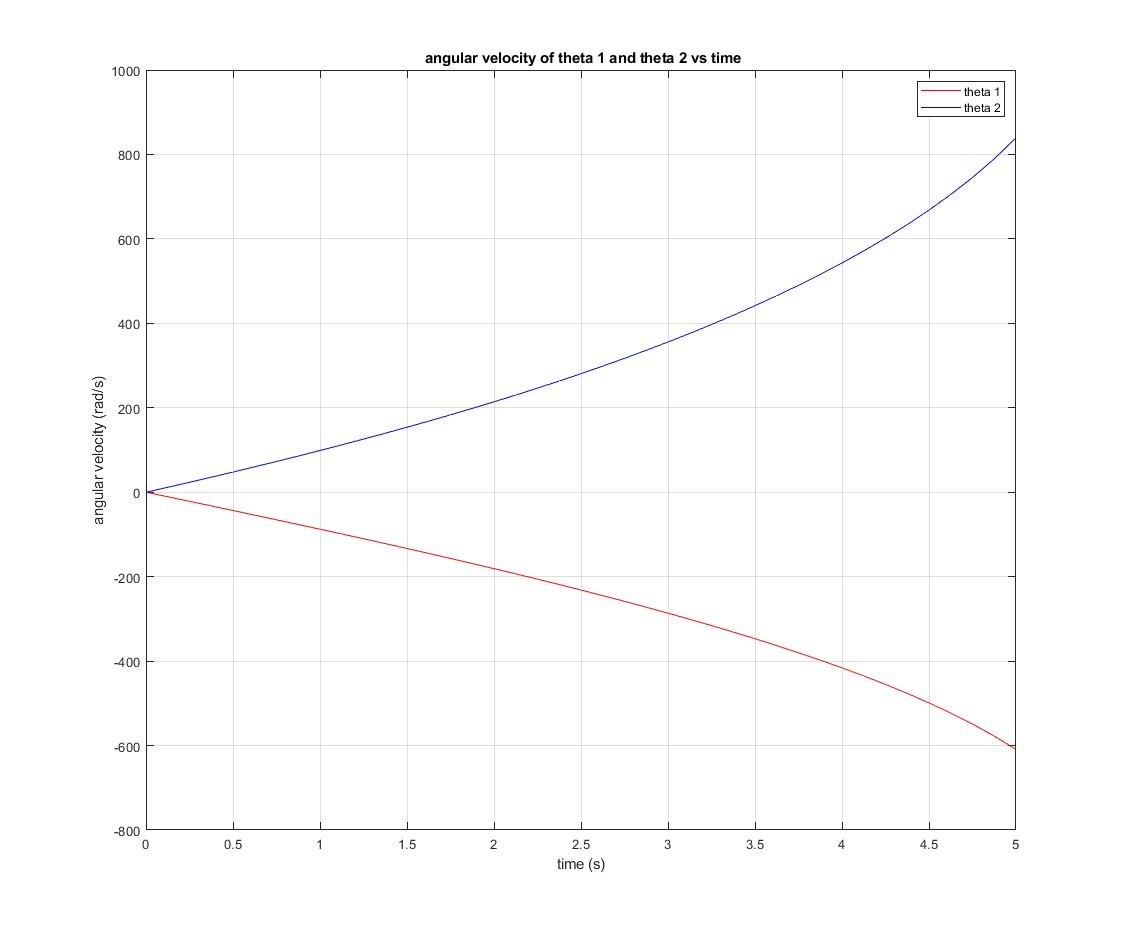 angular velocity of theta 1 and theta 2 vs time
theta 1
theta 2
1000
800
600
400
200
0
-200
-400
-600
-800
angular velocity (rad/s)
0 0.5 1 1.5 2 2.5 3 3.5 4 4.5 5
time (s)